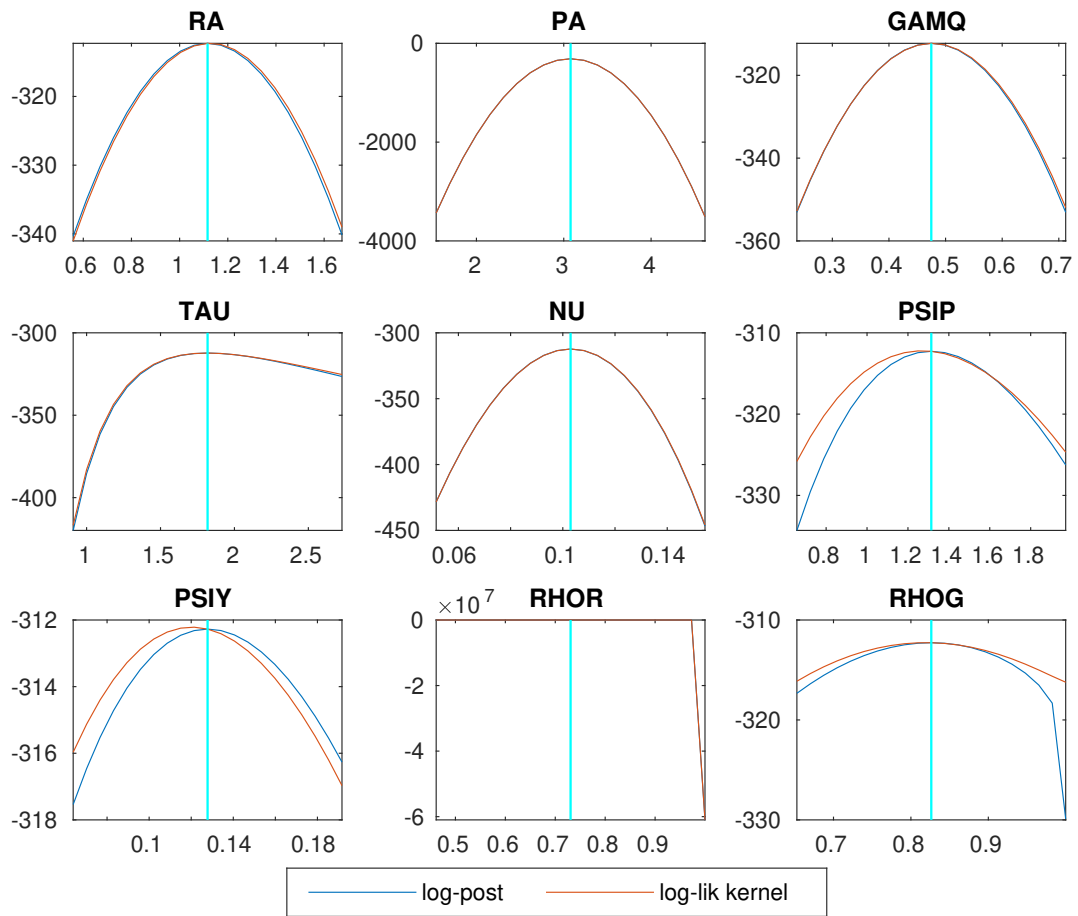 RA
PA
GAMQ
-320
-330
-340
0.6 0.8 1 1.2 1.4 1.6
0
-2000
-4000
2 3 4
-320
-340
-360
0.3 0.4 0.5 0.6 0.7
TAU
NU
PSIP
-300
-350
-400
1 1.5 2 2.5
-300
-350
-400
-450
0.06 0.1 0.14
-310
-320
-330
0.8 1 1.2 1.4 1.6 1.8
PSIY
RHOR
RHOG
-312
-314
-316
-318
0.1 0.14 0.18
×10^7
0
-2
-4
-6
0.5 0.6 0.7 0.8 0.9
-310
-320
-330
0.7 0.8 0.9
log-post log-lik kernel